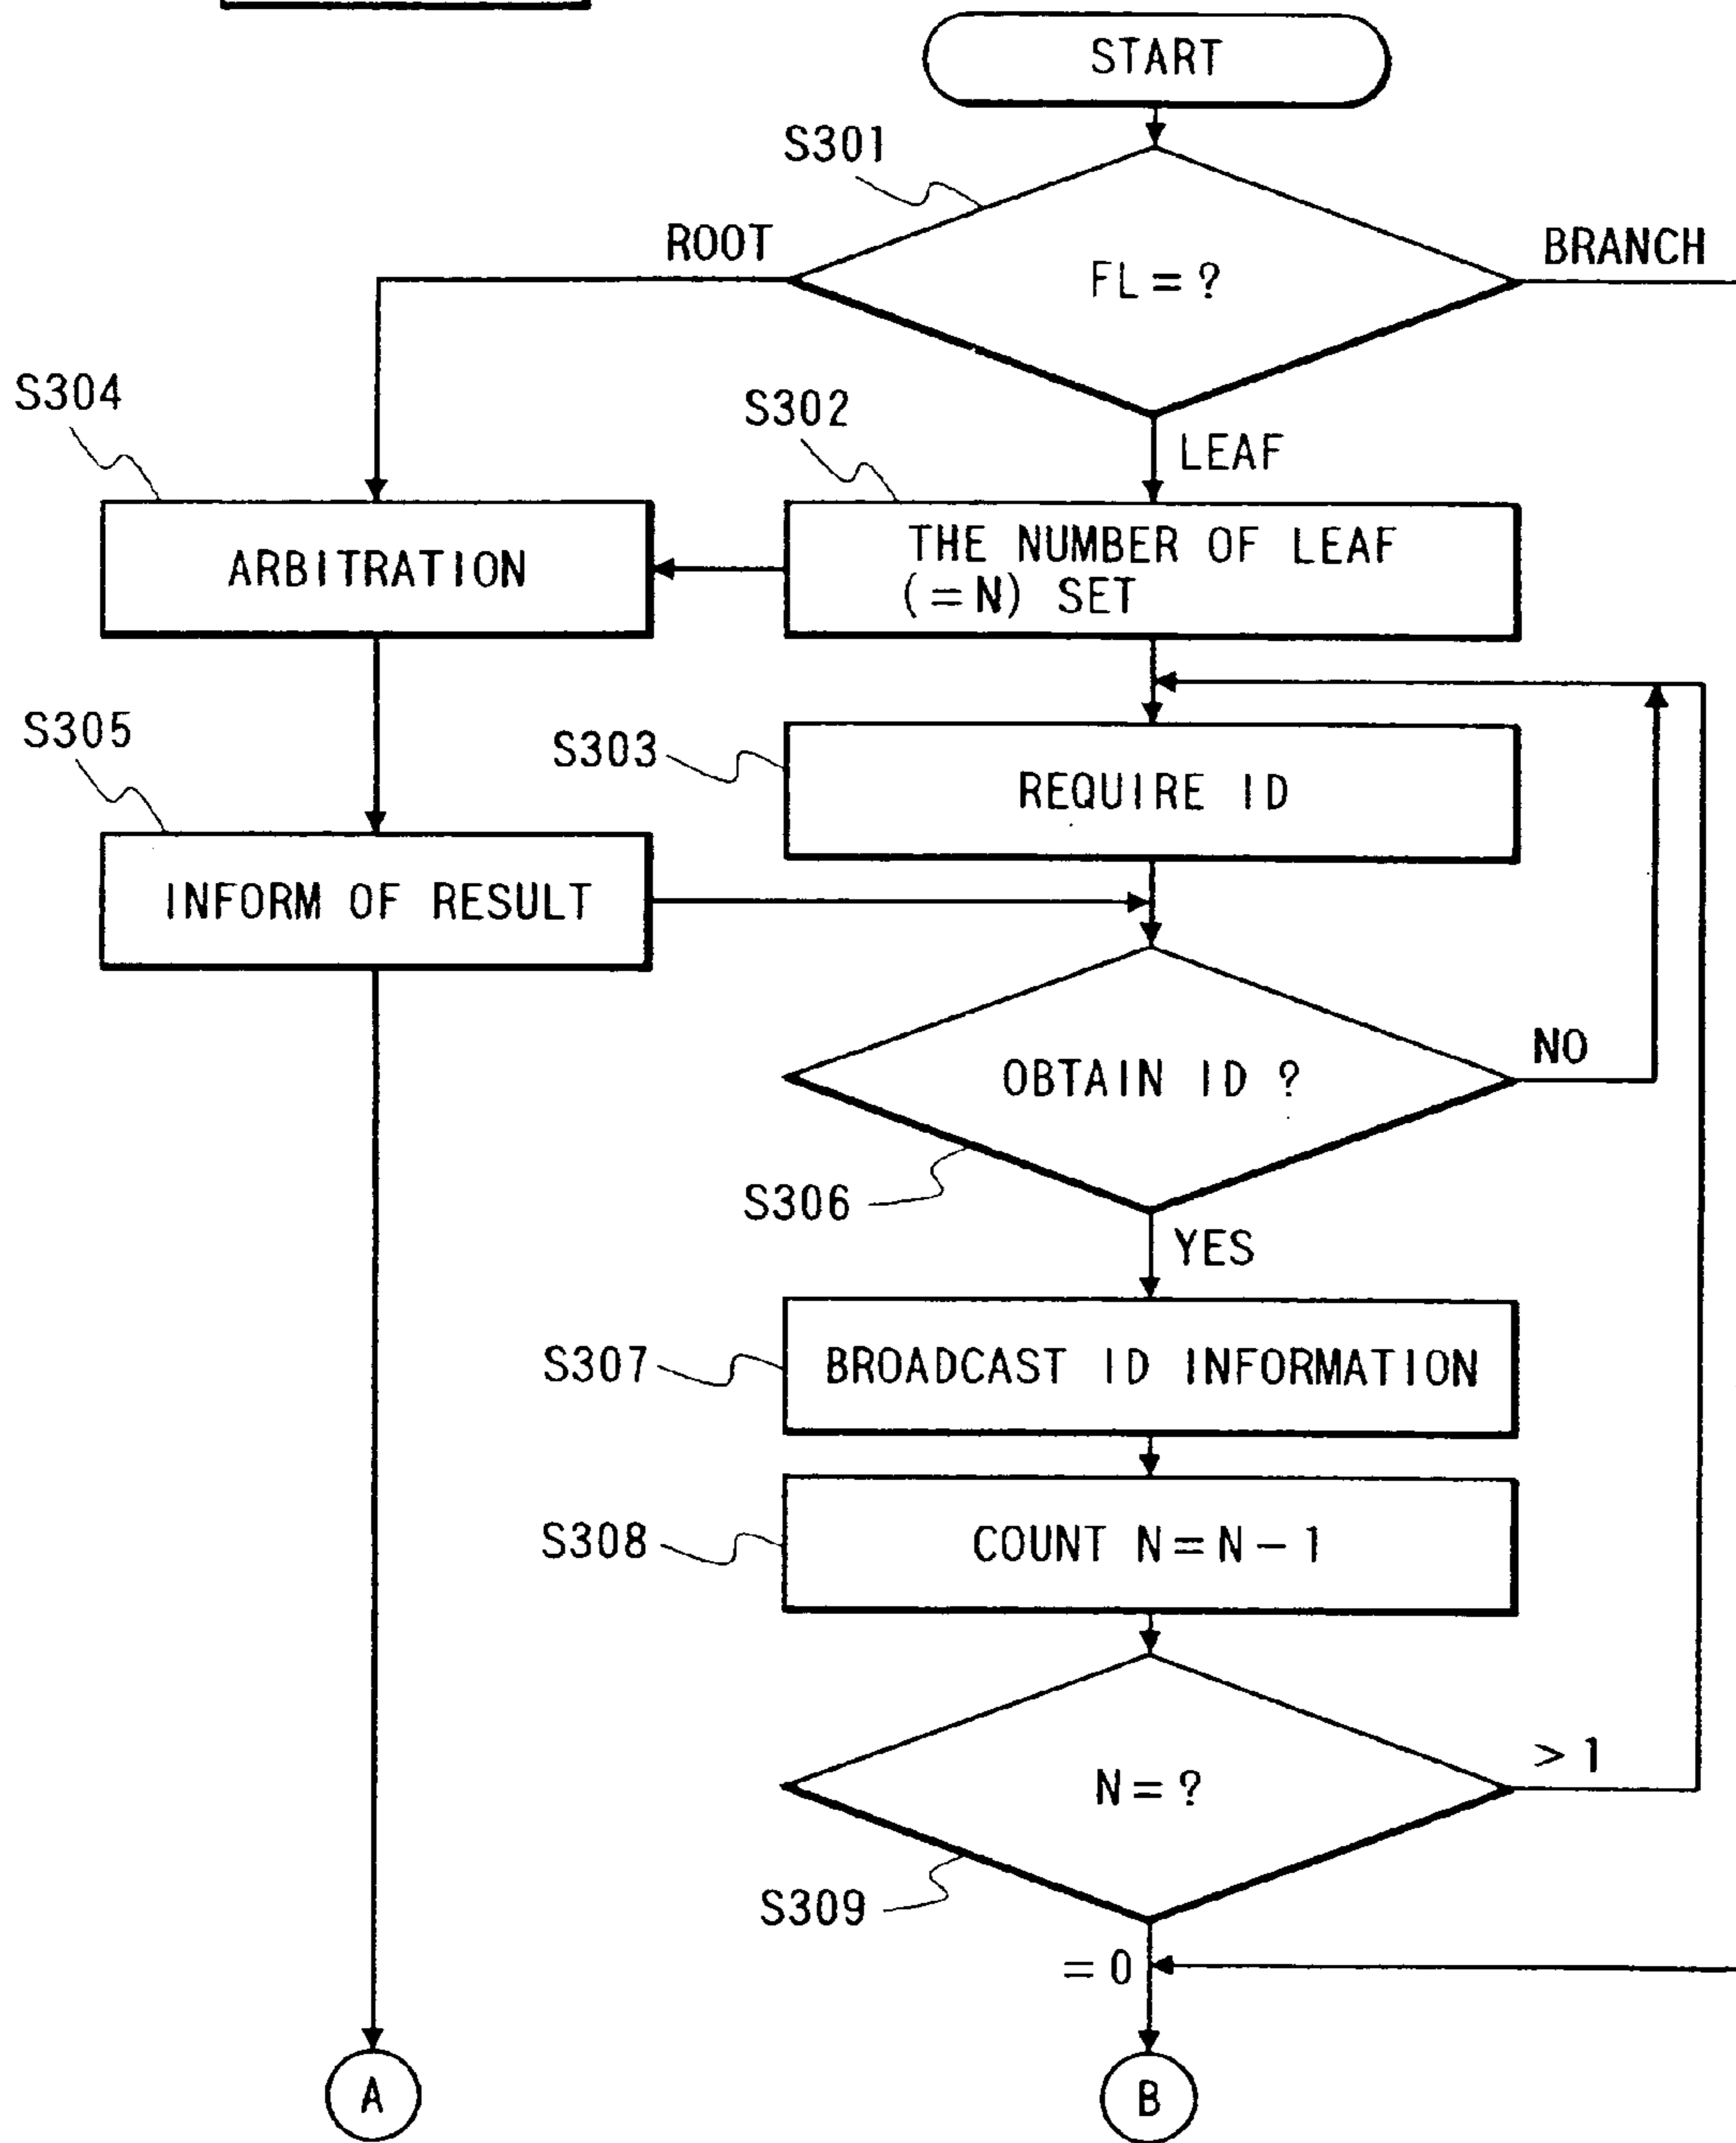 START
S301
ROOT
BRANCH
FL = ?
S304
S302
LEAF
ARBITRATION
THE NUMBER OF LEAF
(=N) SET
S305
S303
REQUIRE ID
INFORM OF RESULT
NO
OBTAIN ID ?
S306
YES
S307
BROADCAST ID INFORMATION
S308
COUNT N = N - 1
> 1
N = ?
S309
= 0
A
B